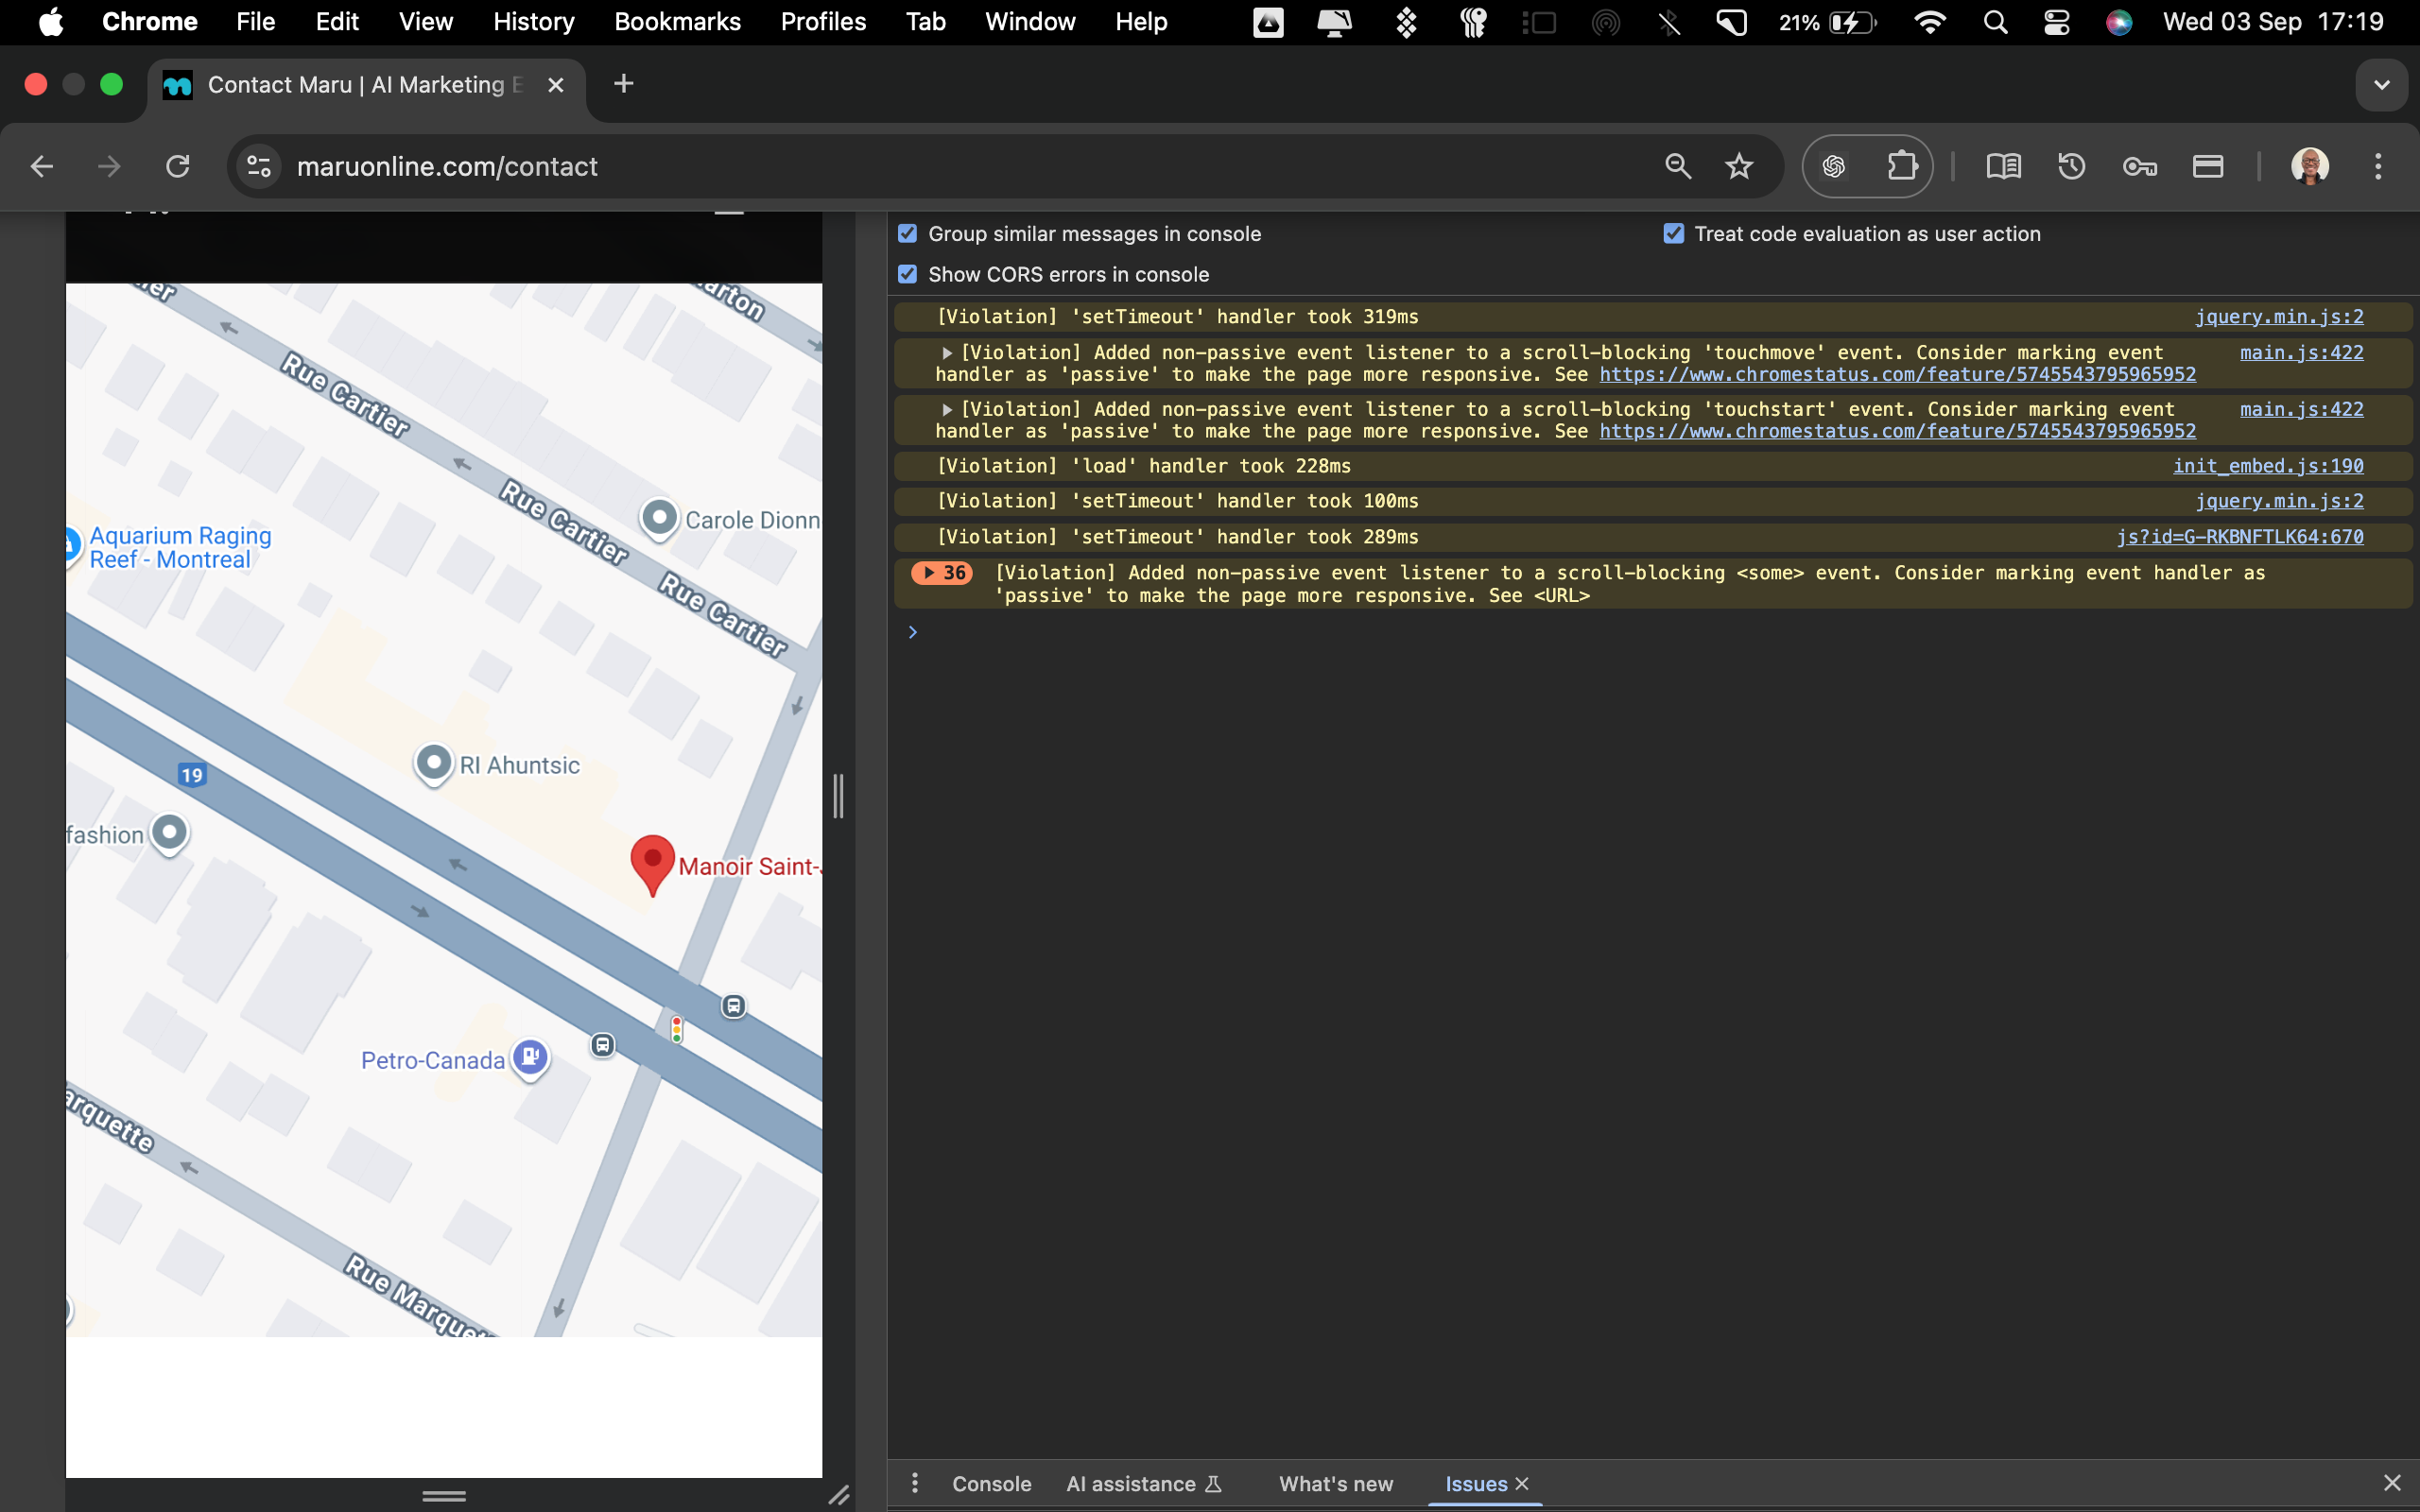 Chrome File Edit View History Bookmarks Profiles Tab Window Help 21% Wed 03 Sep 17:19
Contact Maru | AI Marketing
maruonline.com/contact
Group similar messages in console
Treat code evaluation as user action
Show CORS errors in console
[Violation] 'setTimeout' handler took 319ms jquery.min.js:2
[Violation] Added non-passive event listener to a scroll-blocking 'touchmove' event. Consider marking event main.js:422
handler as 'passive' to make the page more responsive. See https://www.chromestatus.com/feature/5745543795965952
[Violation] Added non-passive event listener to a scroll-blocking 'touchstart' event. Consider marking event main.js:422
handler as 'passive' to make the page more responsive. See https://www.chromestatus.com/feature/5745543795965952
[Violation] 'load' handler took 228ms init_embed.js:190
[Violation] 'setTimeout' handler took 100ms jquery.min.js:2
[Violation] 'setTimeout' handler took 289ms js?id=G-RKBNFTLK64:670
36 [Violation] Added non-passive event listener to a scroll-blocking <some> event. Consider marking event handler as
'passive' to make the page more responsive. See <URL>
Rue Cartier
Rue Cartier
Rue Cartier
Carole Dionn
Aquarium Raging
Reef - Montreal
RI Ahuntsic
19
fashion
Manoir Saint-
Petro-Canada
arquette
Rue Marquette
Console AI assistance What's new Issues